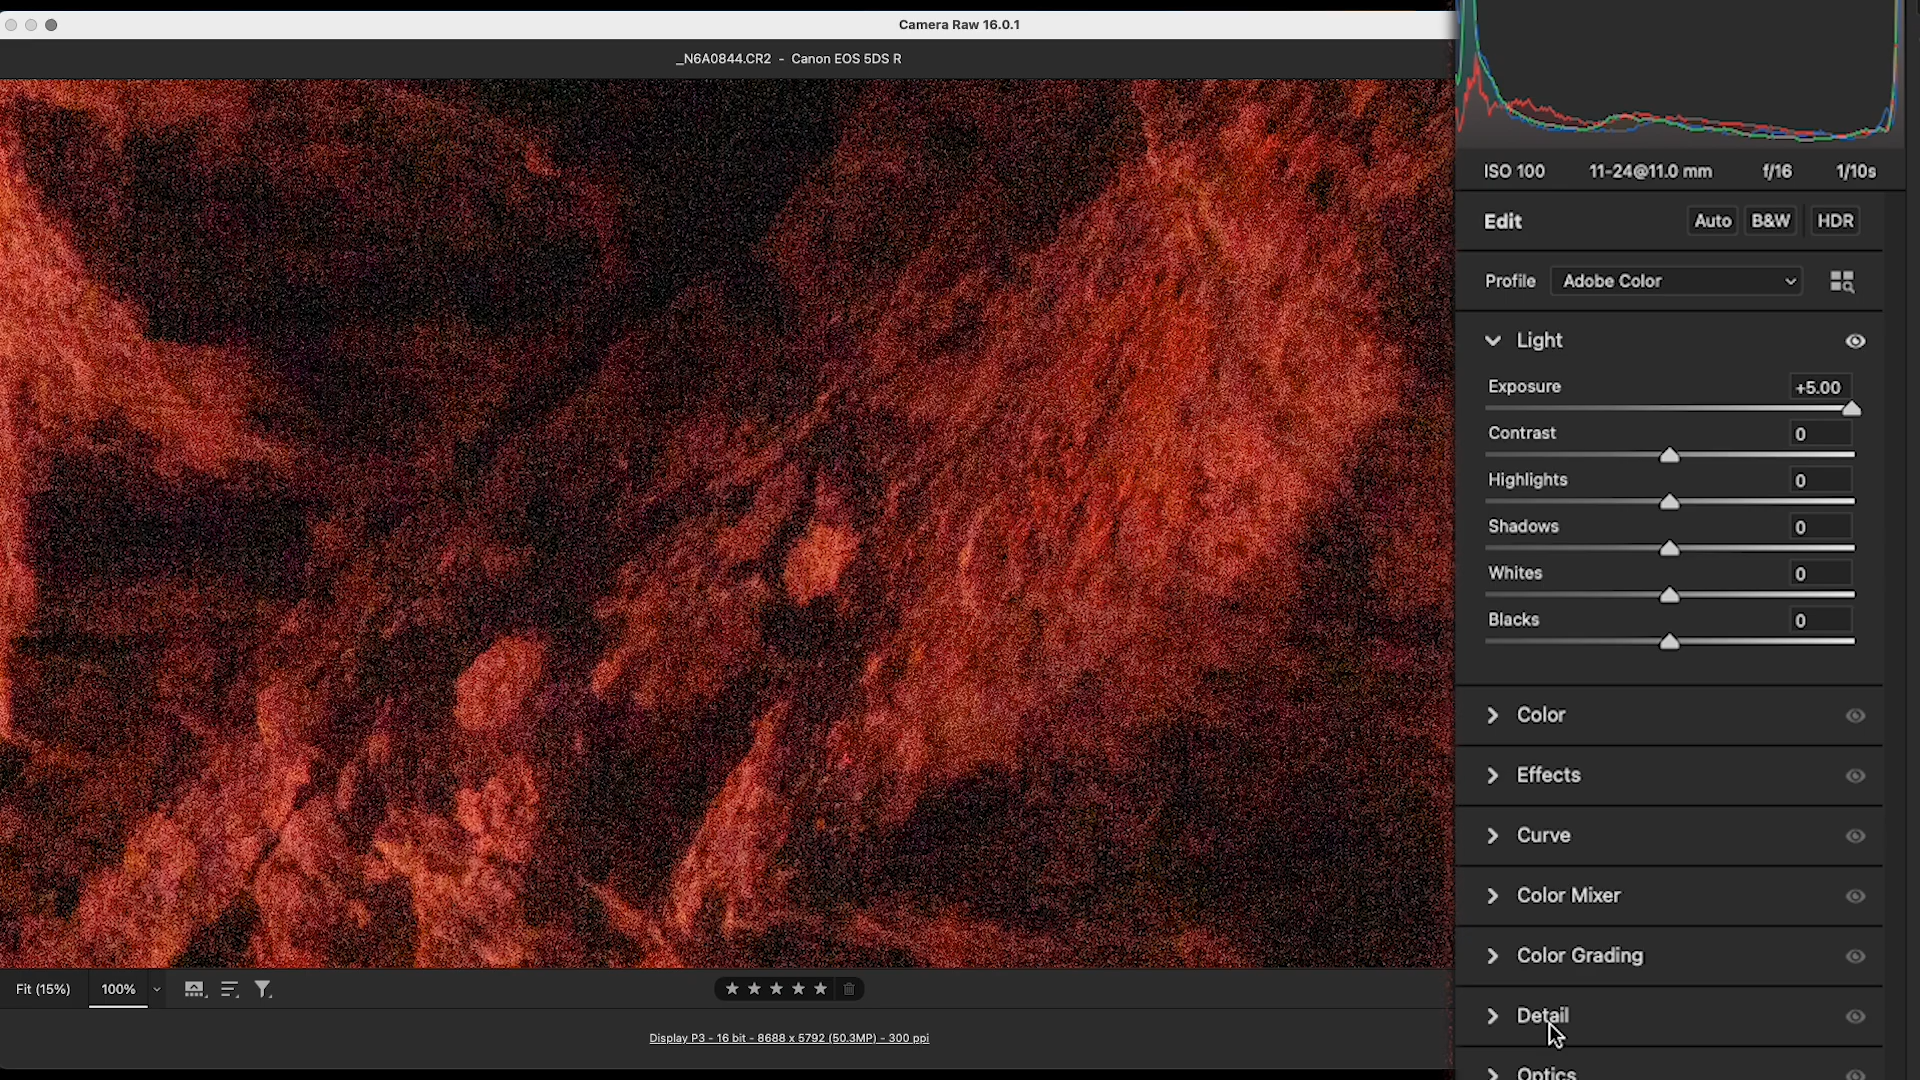 Camera Raw 16.0.1
_N6A0844.CR2 - Canon EOS 5DS R
ISO 100 11-24@11.0 mm f/16 1/10s
Edit Auto B&W HDR
Profile Adobe Color
Light
Exposure +5.00
Contrast 0
Highlights 0
Shadows 0
Whites 0
Blacks 0
Color
Effects
Curve
Color Mixer
Color Grading
Detail
Optics
Fit (15%) 100%
Display P3 - 16 bit - 8688 x 5792 (50.3MP) - 300 ppi